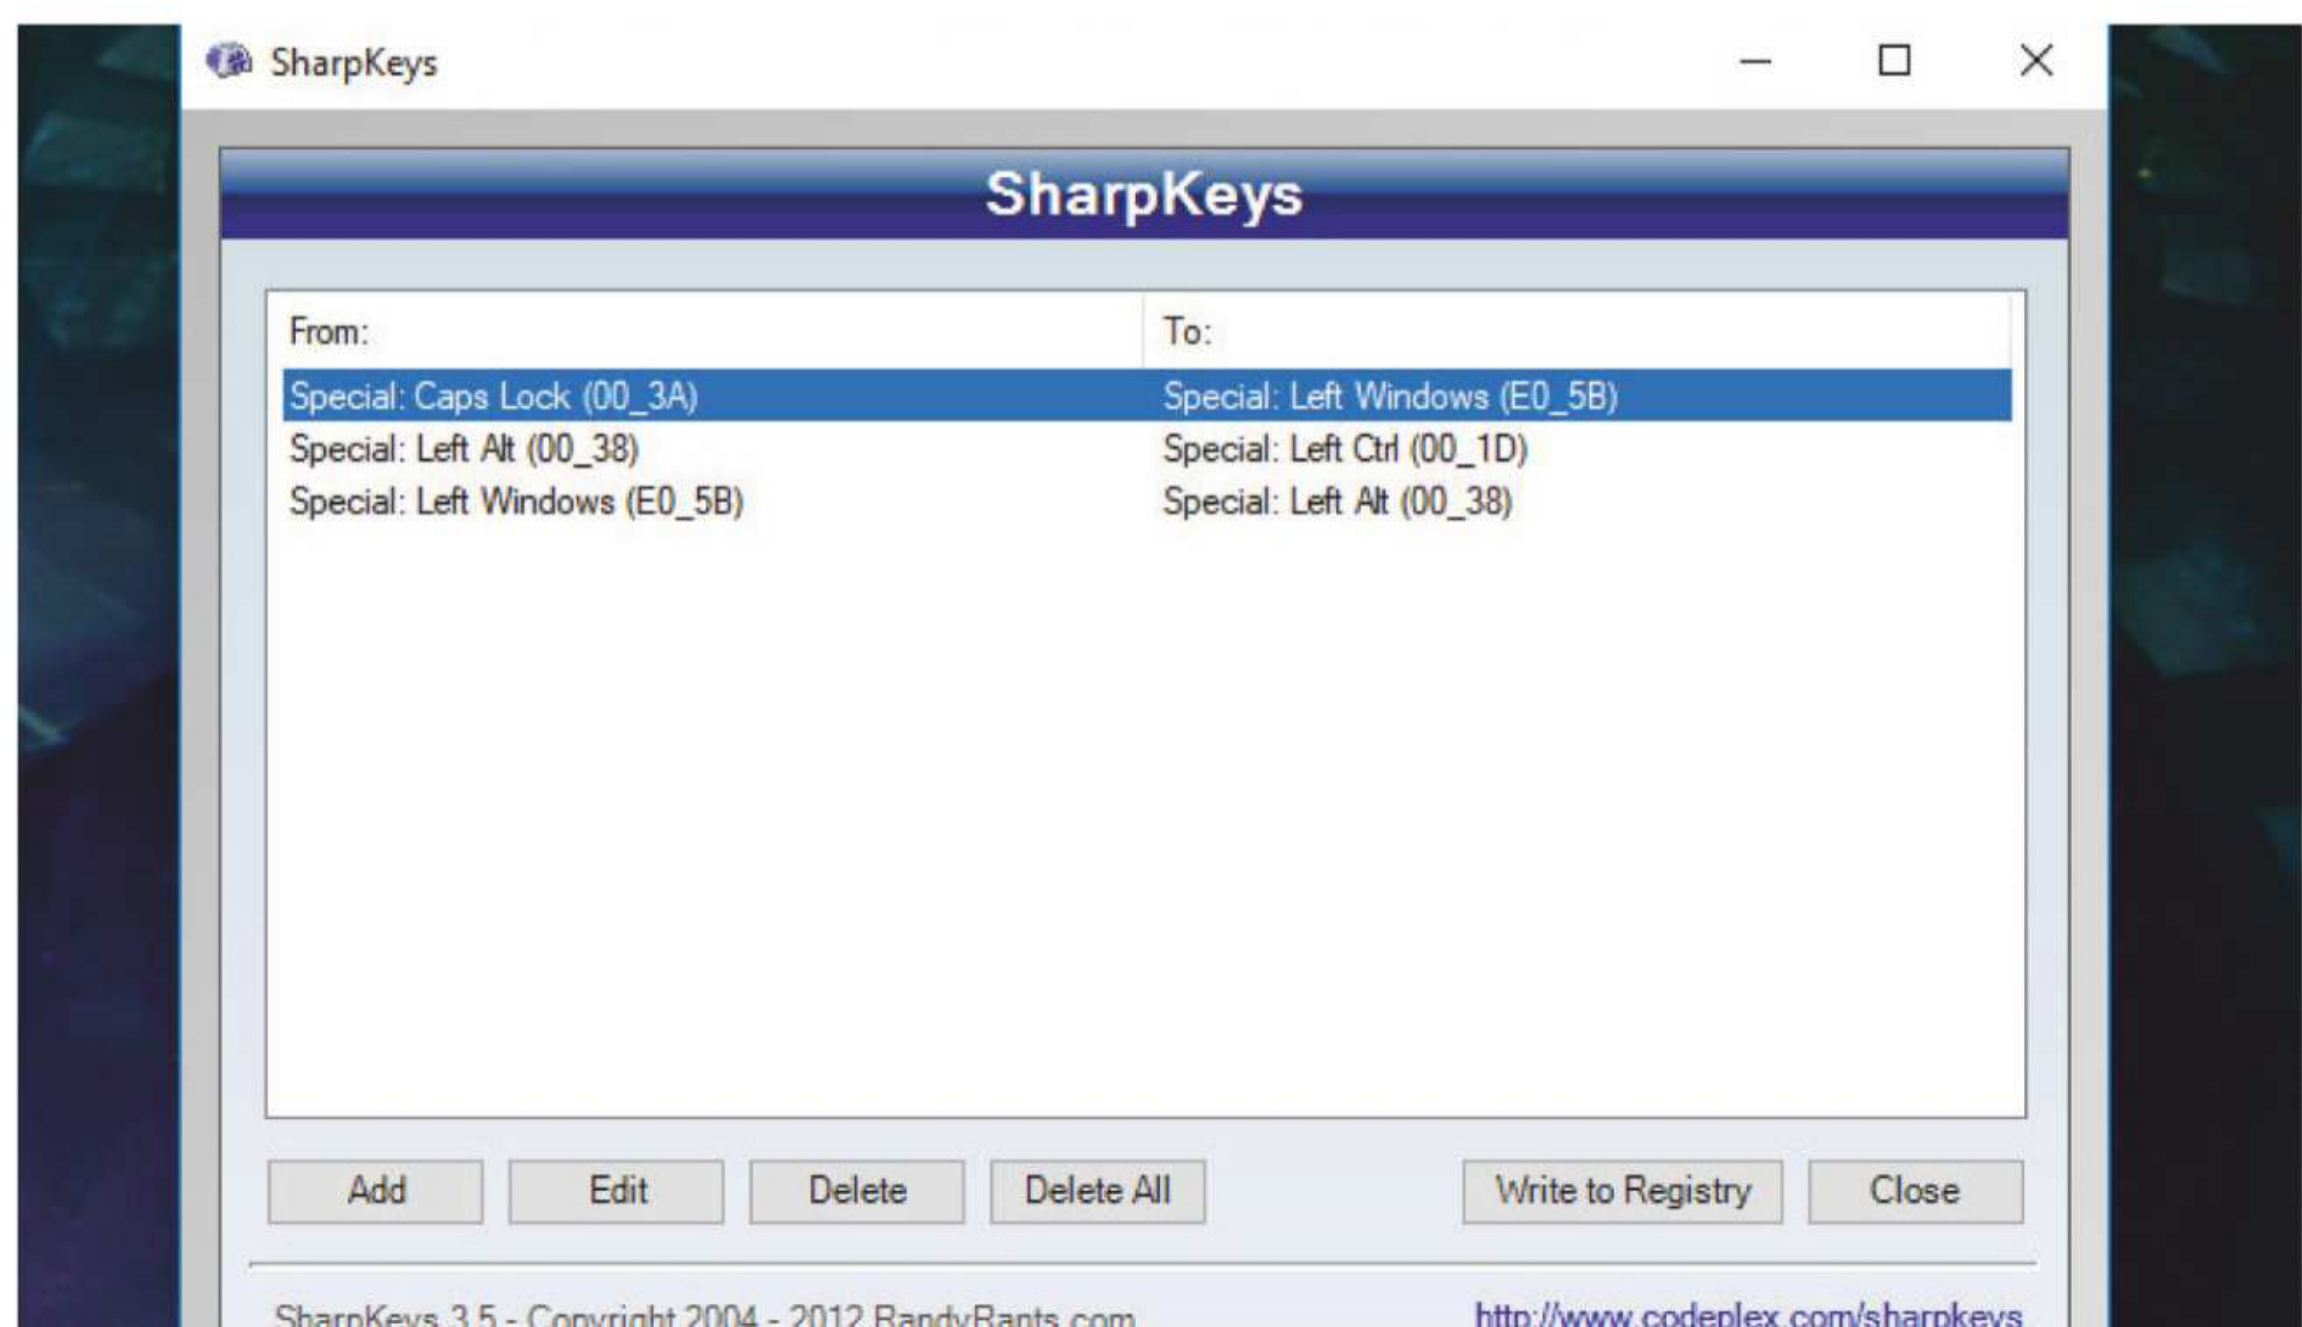 SharpKeys
SharpKeys
From: To:
Special: Caps Lock (00_3A) Special: Left Windows (E0_5B)
Special: Left Alt (00_38) Special: Left Ctrl (00_1D)
Special: Left Windows (E0_5B) Special: Left Alt (00_38)
Add Edit Delete Delete All Write to Registry Close
SharpKeys 3.5 - Copyright 2004 - 2012 RandyRants.com http://www.codeplex.com/sharpkeys